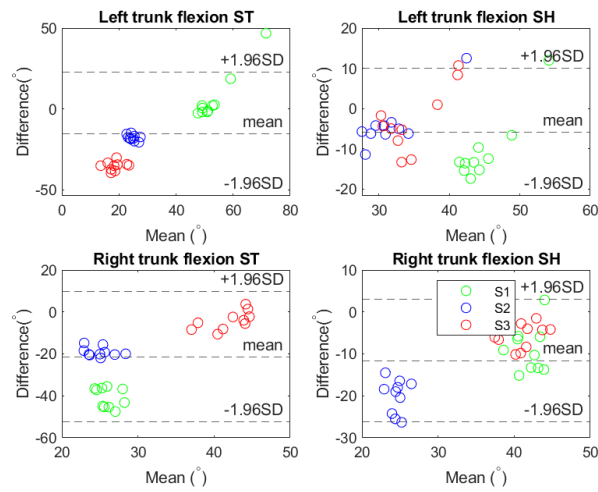 Left trunk flexion ST
50
0
-50
0
20
40
60
80
+1.96SD
mean
-1.96SD
Difference(°)
Mean (°)
Left trunk flexion SH
20
10
0
-10
-20
30
40
50
60
+1.96SD
mean
-1.96SD
Difference(°)
Mean (°)
Right trunk flexion ST
20
0
-20
-40
-60
20
30
40
50
+1.96SD
mean
-1.96SD
Difference(°)
Mean (°)
Right trunk flexion SH
10
0
-10
-20
-30
20
30
40
50
S1
S2
S3
+1.96SD
mean
-1.96SD
Difference(°)
Mean (°)